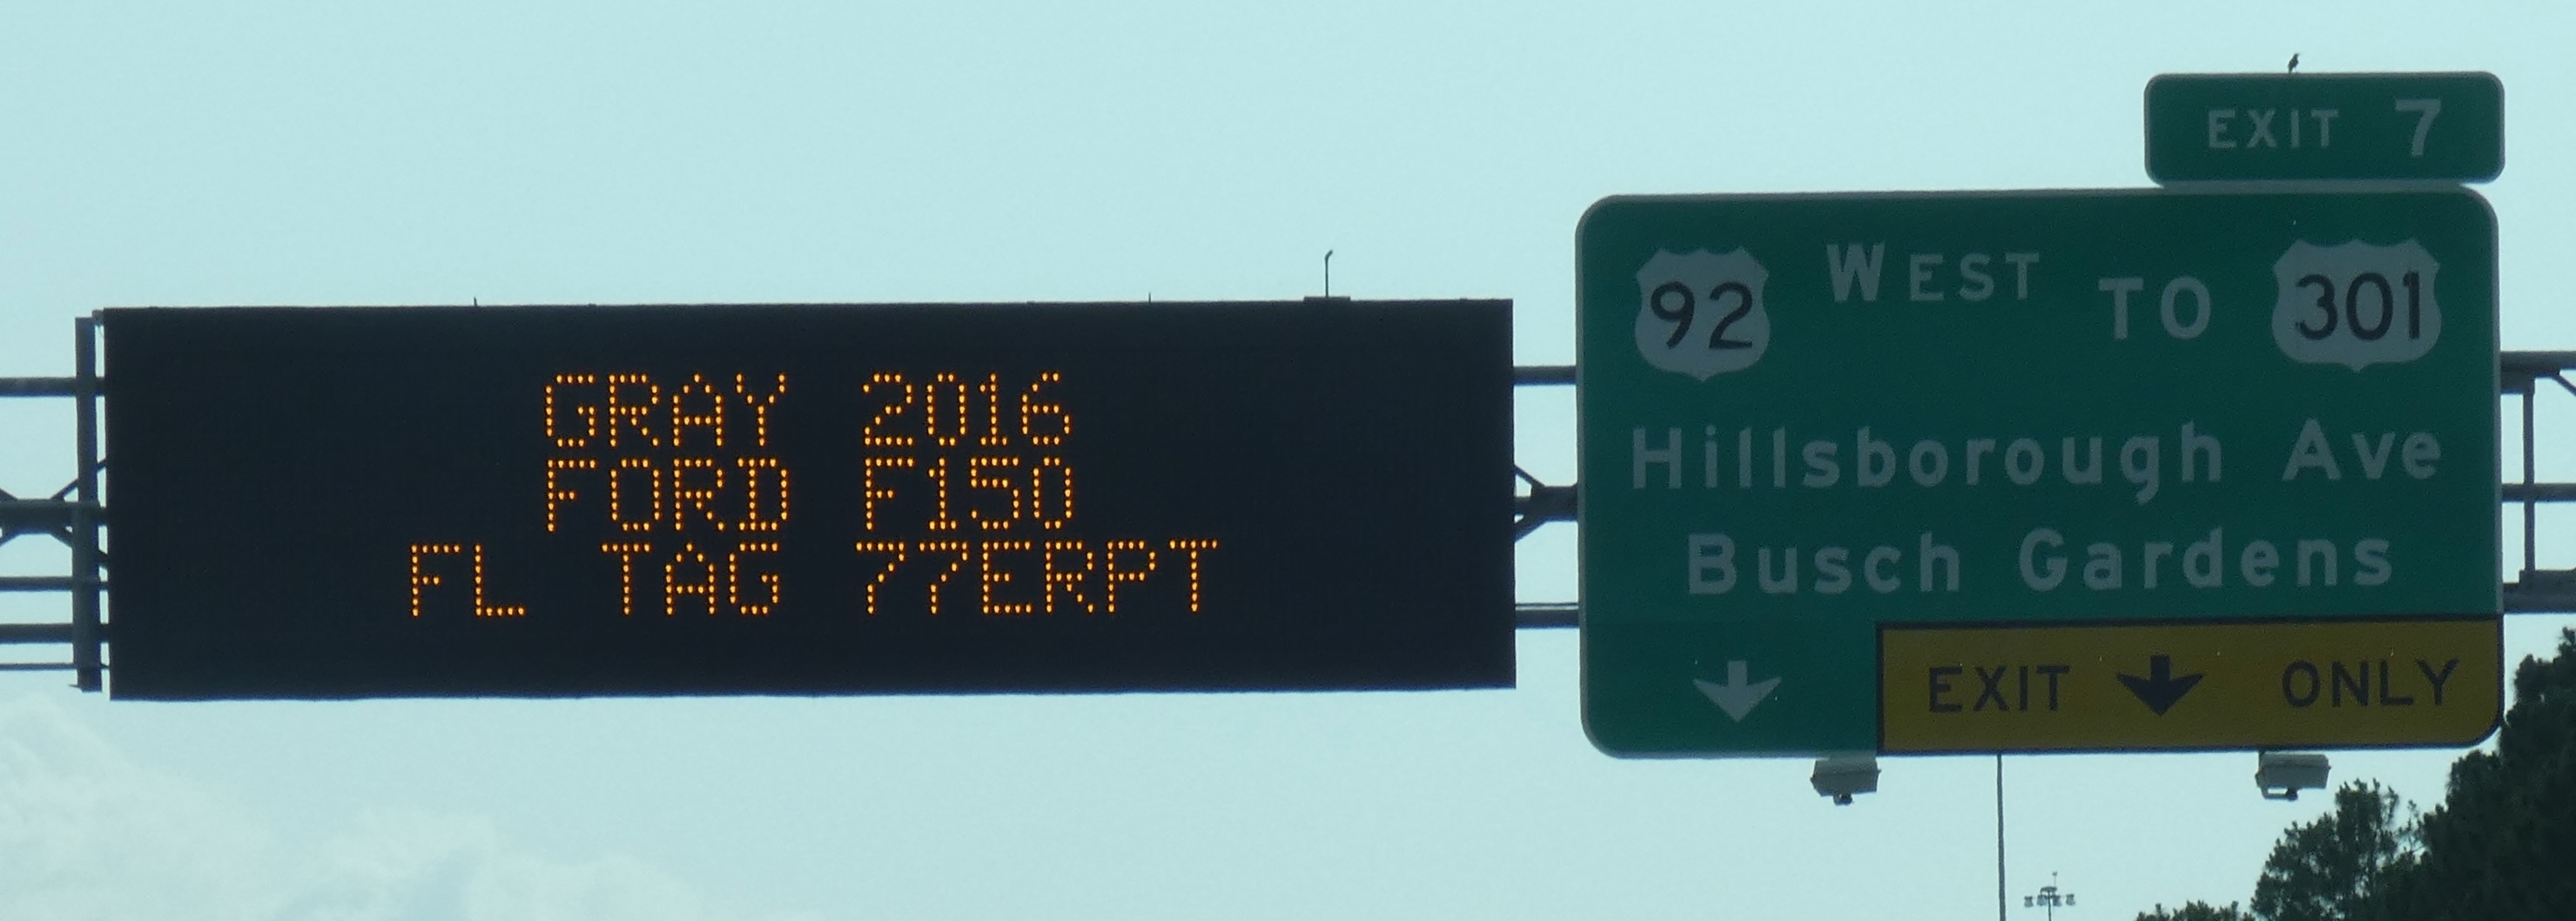 GRAY 2016
FORD F150
FL TAG 77ERPT
EXIT 7
92 WEST TO 301
Hillsborough Ave
Busch Gardens
EXIT ONLY